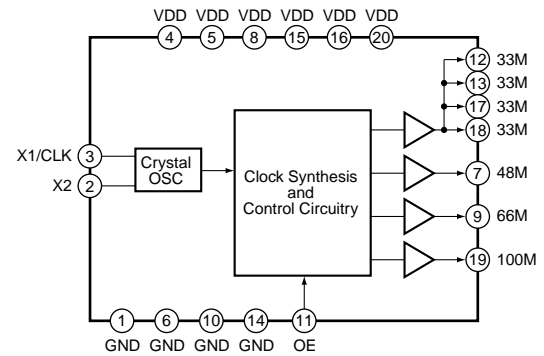 VDD VDD VDD VDD VDD VDD
4 5 8 15 16 20
12 33M
13 33M
17 33M
18 33M
X1/CLK 3
X2 2
Crystal
OSC
Clock Synthesis
and
Control Circuitry
7 48M
9 66M
19 100M
1 6 10 14 11
GND GND GND GND OE